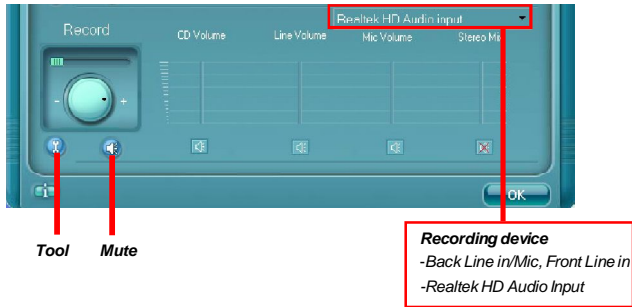 Realtek HD Audio input
Record
CD Volume
Line Volume
Mic Volume
Stereo Mix
- +
i
OK
Tool
Mute
Recording device
-Back Line in/Mic, Front Line in
-Realtek HD Audio Input